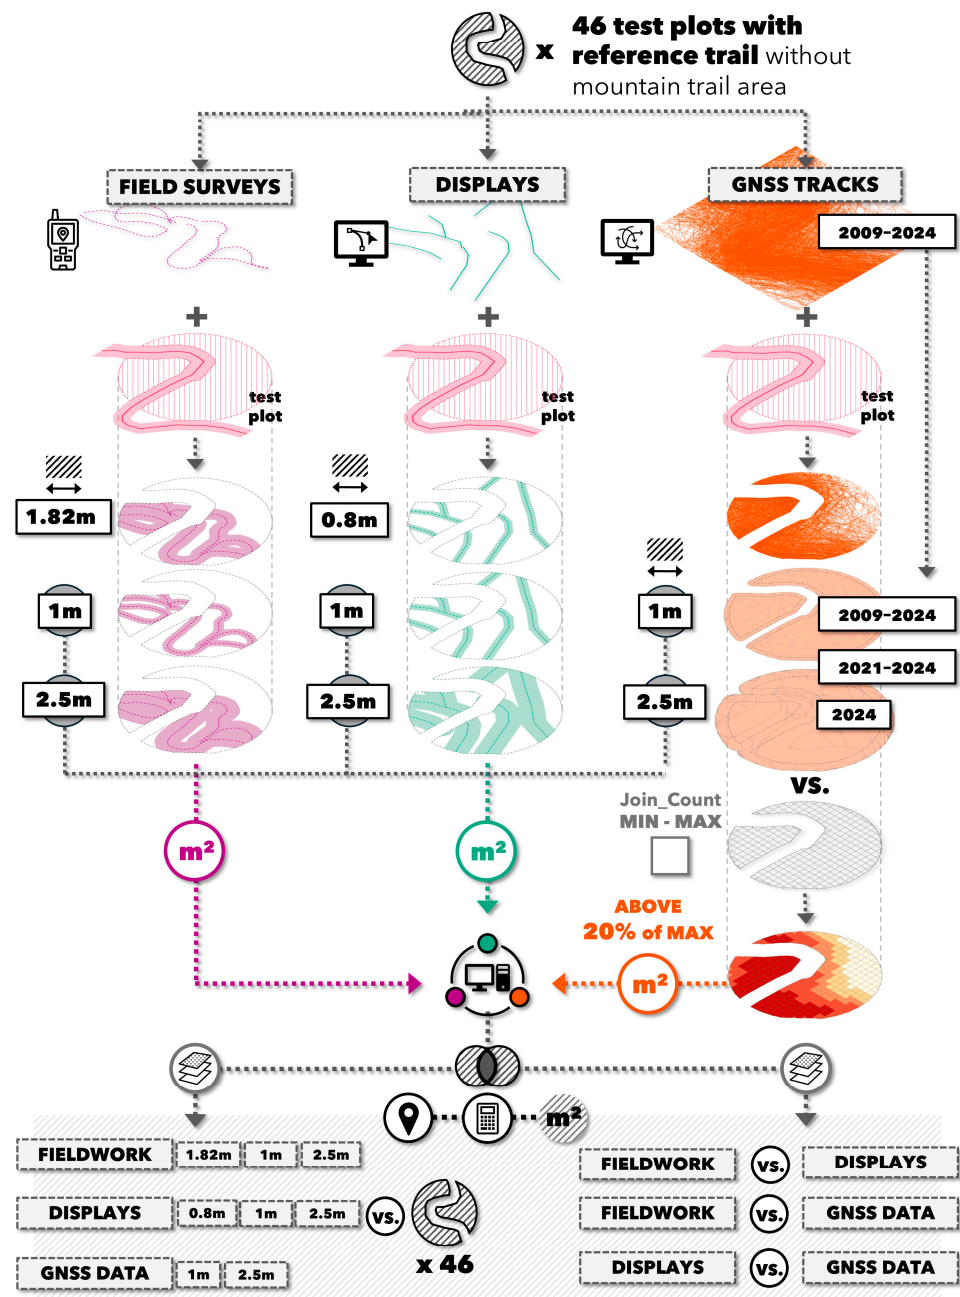 46 test plots with
x reference trail without
mountain trail area
FIELD SURVEYS
DISPLAYS
GNSS TRACKS
2009-2024
test
plot
test
plot
test
plot
1.82m
0.8m
1m
1m
1m
2009-2024
2021-2024
2.5m
2.5m
2.5m
2024
vs.
Join_Count
MIN - MAX
m²
m²
ABOVE
20% of MAX
m²
m²
FIELDWORK 1.82m 1m 2.5m
DISPLAYS 0.8m 1m 2.5m vs.
x 46
GNSS DATA 1m 2.5m
FIELDWORK vs. DISPLAYS
FIELDWORK vs. GNSS DATA
DISPLAYS vs. GNSS DATA